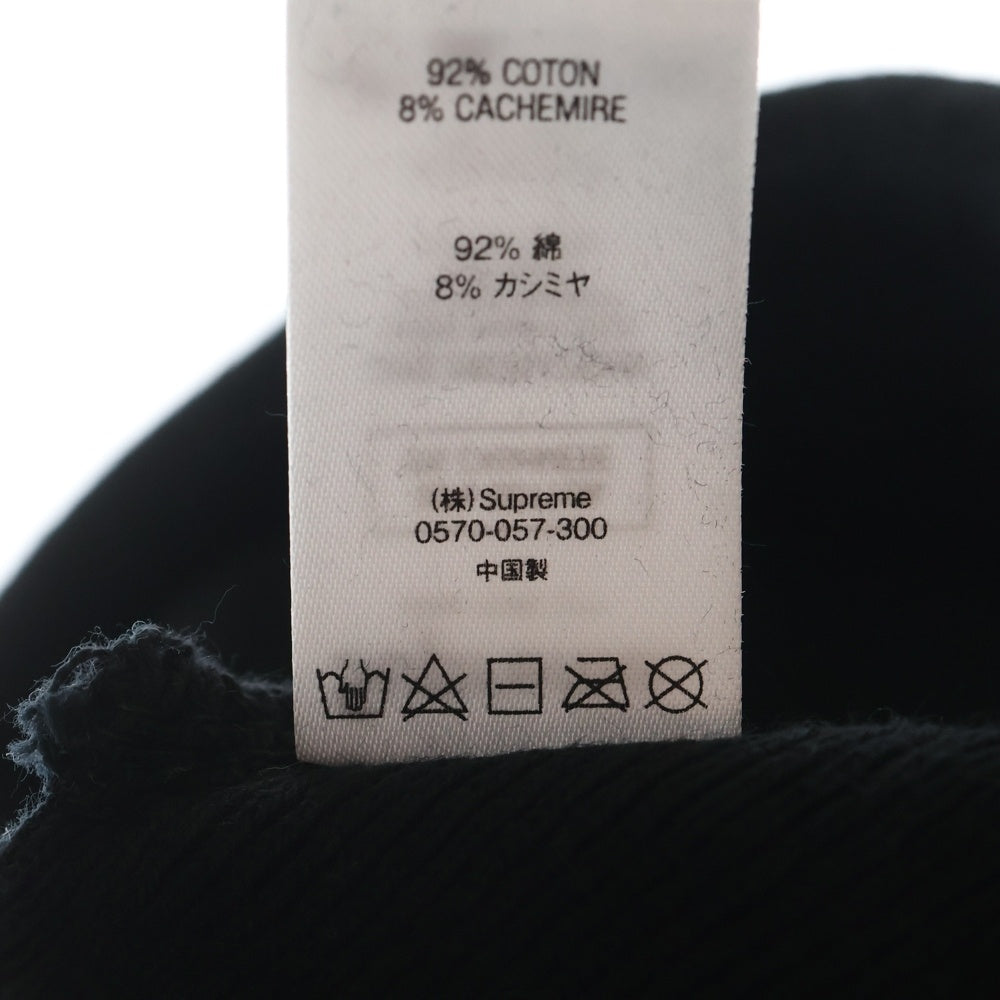 92% COTON
8% CACHEMIRE
92% 綿
8% カシミヤ
(株)Supreme
0570-057-300
中国製